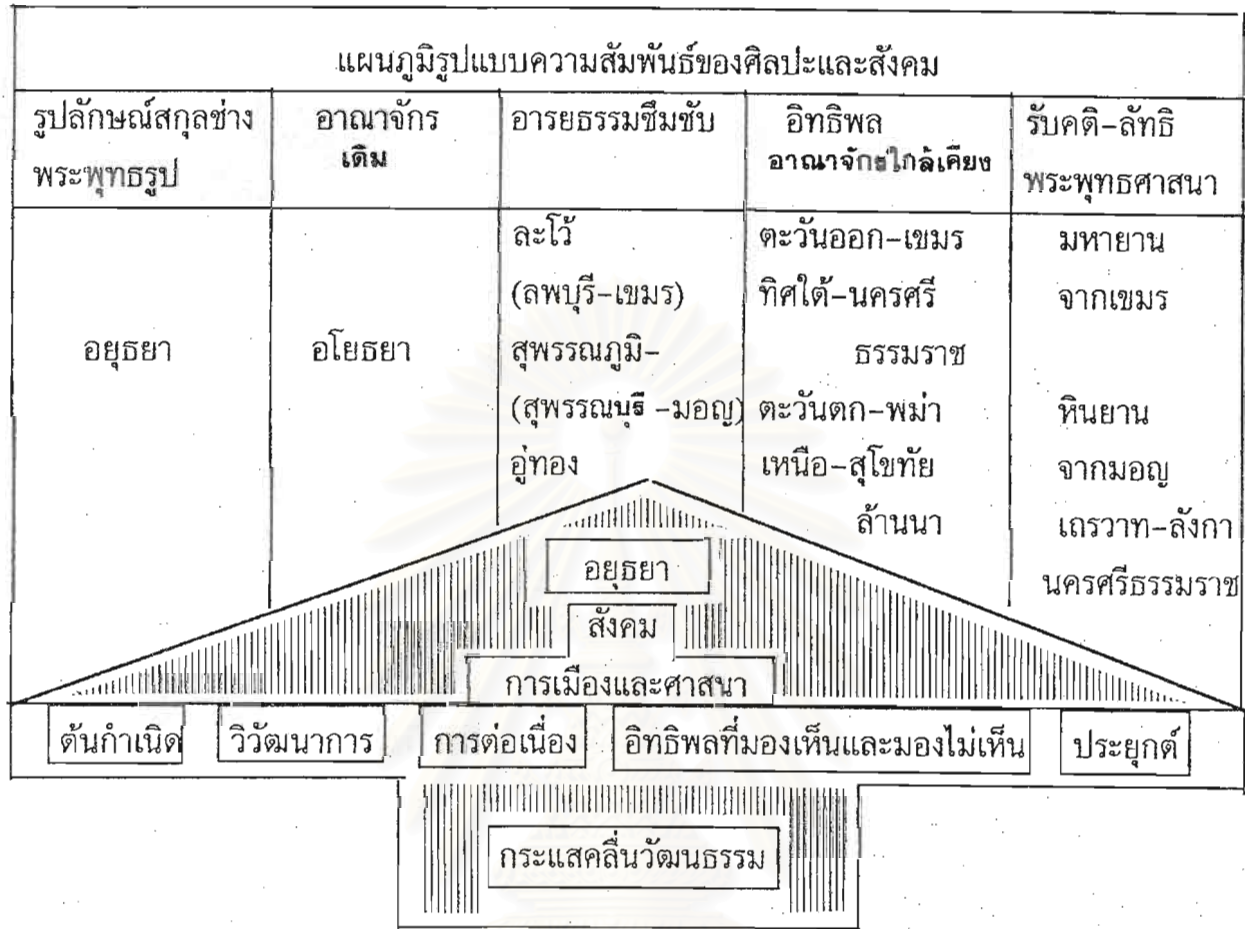 แผนภูมิรูปแบบความสัมพันธ์ของศิลปะและสังคม
รูปลักษณ์สกุลช่าง
พระพุทธรูป
อาณาจักร
เดิม
อารยธรรมซึมซับ
อิทธิพล
อาณาจักรใกล้เคียง
รับคติ-ลัทธิ
พระพุทธศาสนา
อยุธยา
อโยธยา
ละโว้
(ลพบุรี-เขมร)
สุพรรณภูมิ-
(สุพรรณบุรี -มอญ)
อู่ทอง
ตะวันออก-เขมร
ทิศใต้-นครศรี
ธรรมราช
ตะวันตก-พม่า
เหนือ-สุโขทัย
ล้านนา
มหายาน
จากเขมร
หินยาน
จากมอญ
เถรวาท-ลังกา
นครศรีธรรมราช
อยุธยา
สังคม
การเมืองและศาสนา
ต้นกำเนิด
วิวัฒนาการ
การต่อเนื่อง
อิทธิพลที่มองเห็นและมองไม่เห็น
ประยุกต์
กระแสคลื่นวัฒนธรรม